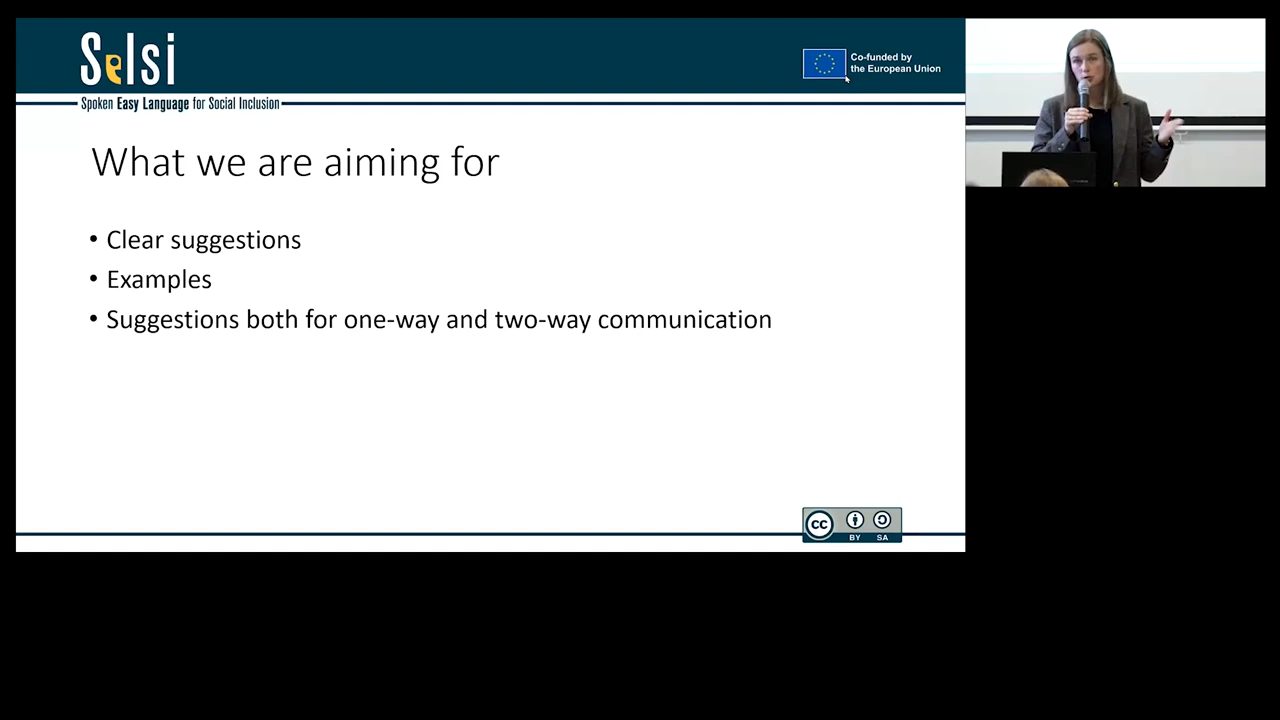 Selsi
Spoken Easy Language for Social Inclusion
Co-funded by
the European Union
What we are aiming for
• Clear suggestions
• Examples
• Suggestions both for one-way and two-way communication
cc
BY SA